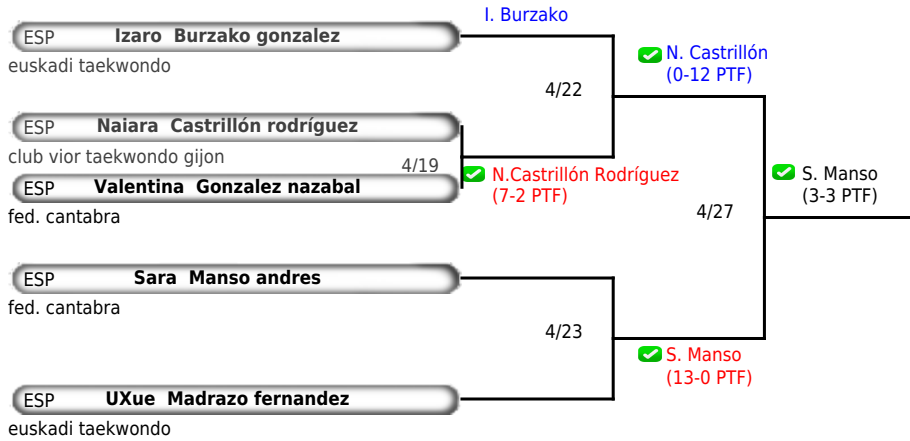 I. Burzako
ESP Izaro Burzako gonzalez
euskadi taekwondo
N. Castrillón
(0-12 PTF)
4/22
ESP Naiara Castrillón rodríguez
club vior taekwondo gijon
4/19
ESP Valentina Gonzalez nazabal
fed. cantabra
N.Castrillón Rodríguez
(7-2 PTF)
S. Manso
(3-3 PTF)
4/27
ESP Sara Manso andres
fed. cantabra
4/23
S. Manso
(13-0 PTF)
ESP UXue Madrazo fernandez
euskadi taekwondo